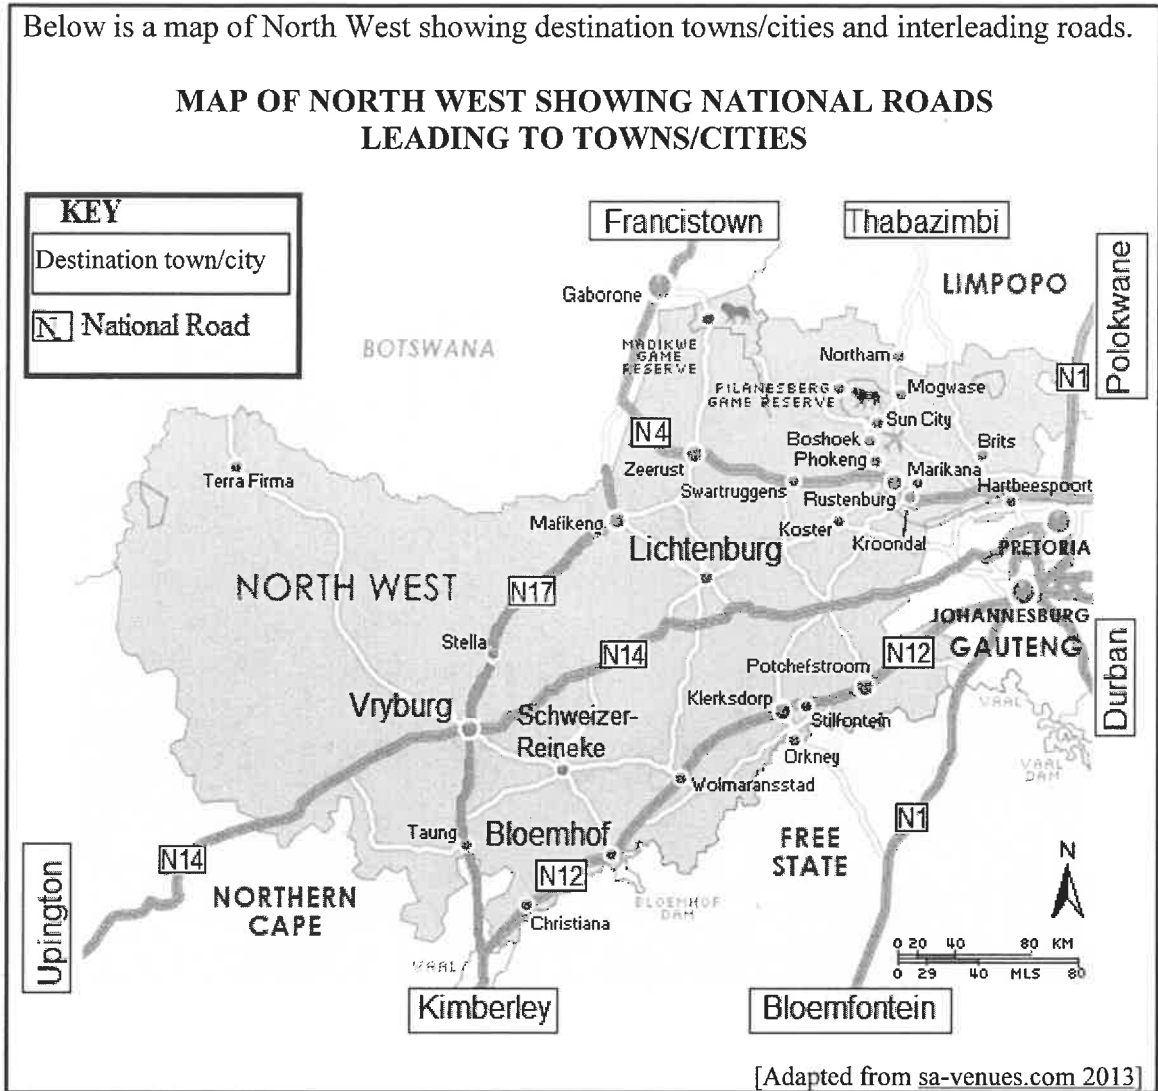 Below is a map of North West showing destination towns/cities and interleading roads.
MAP OF NORTH WEST SHOWING NATIONAL ROADS
LEADING TO TOWNS/CITIES
KEY
Destination town/city
N National Road
Francistown
Thabazimbi
Polokwane
LIMPOPO
Gaborone
BOTSWANA
MADIKWE
GAME
RESERVE
Northam
N1
PILANESBERG
GAME RESERVE
Mogwase
Sun City
N4
Boshoek
Brits
Zeerust
Phokeng
Marikana
Terra Firma
Swartruggens
Rustenburg
Hartbeespoort
Mafikeng
Koster
Kroondal
Lichtenburg
PRETORIA
NORTH WEST
N17
JOHANNESBURG
GAUTENG
Durban
Stella
N14
Potchefstroom
N12
Vryburg
Schweizer-
Reineke
Klerksdorp
Stilfontein
VAAL
Orkney
VAAL
DAM
Wolmaransstad
N1
Taung
Bloemhof
FREE
STATE
N14
N12
N
NORTHERN
CAPE
BLOEMHOF
DAM
Christiana
Upington
VAAL
0 20 40 80 KM
0 29 40 MLS 80
Kimberley
Bloemfontein
[Adapted from sa-venues.com 2013]